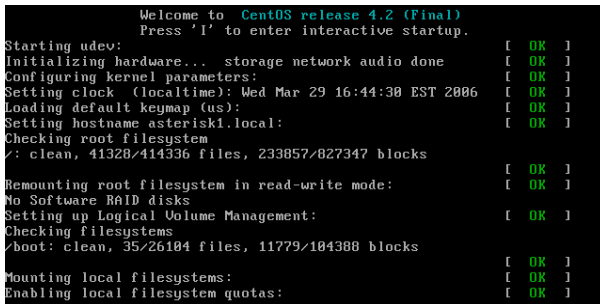 Welcome to CentOS release 4.2 (Final)
Press 'I' to enter interactive startup.
Starting udev: [ OK ]
Initializing hardware... storage network audio done [ OK ]
Configuring kernel parameters: [ OK ]
Setting clock (localtime): Wed Mar 29 16:44:30 EST 2006 [ OK ]
Loading default keymap (us): [ OK ]
Setting hostname asterisk1.local: [ OK ]
Checking root filesystem
/: clean, 41328/414336 files, 233857/827347 blocks
[ OK ]
Remounting root filesystem in read-write mode: [ OK ]
No Software RAID disks
Setting up Logical Volume Management: [ OK ]
Checking filesystems
/boot: clean, 35/26104 files, 11779/104388 blocks
[ OK ]
Mounting local filesystems: [ OK ]
Enabling local filesystem quotas: [ OK ]